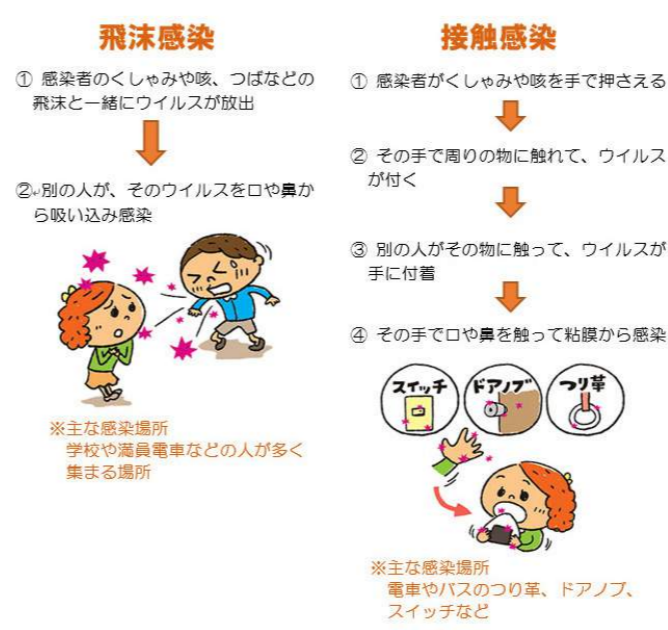 飛沫感染
① 感染者のくしゃみや咳、つばなどの
飛沫と一緒にウイルスが放出
②↵別の人が、そのウイルスを口や鼻か
ら吸い込み感染
※主な感染場所
学校や満員電車などの人が多く
集まる場所
接触感染
① 感染者がくしゃみや咳を手で押さえる
② その手で周りの物に触れて、ウイルス
が付く
③ 別の人がその物に触って、ウイルスが
手に付着
④ その手で口や鼻を触って粘膜から感染
スイッチ
ドアノブ
つり革
※主な感染場所
電車やバスのつり革、ドアノブ、
スイッチなど